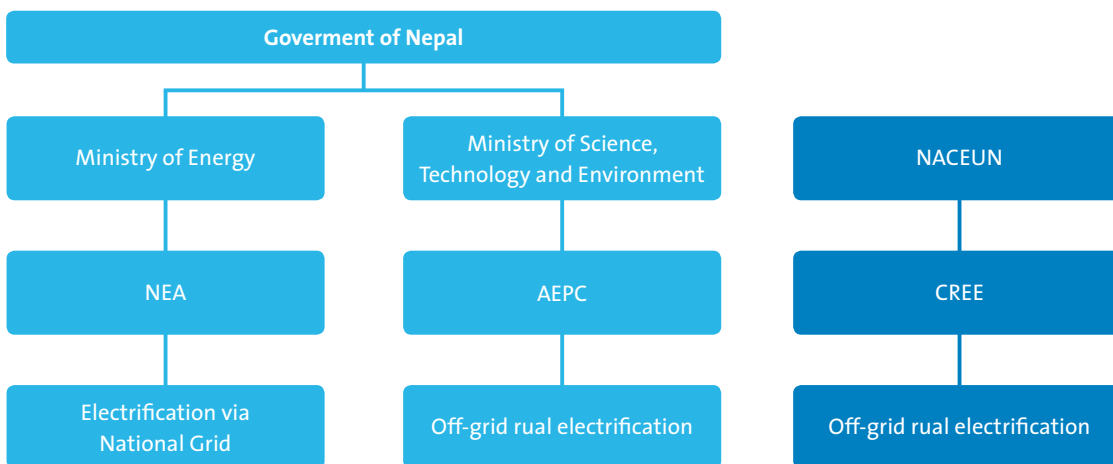 Goverment of Nepal
Ministry of Energy
Ministry of Science,
Technology and Environment
NACEUN
NEA
AEPC
CREE
Electrification via
National Grid
Off-grid rual electrification
Off-grid rual electrification